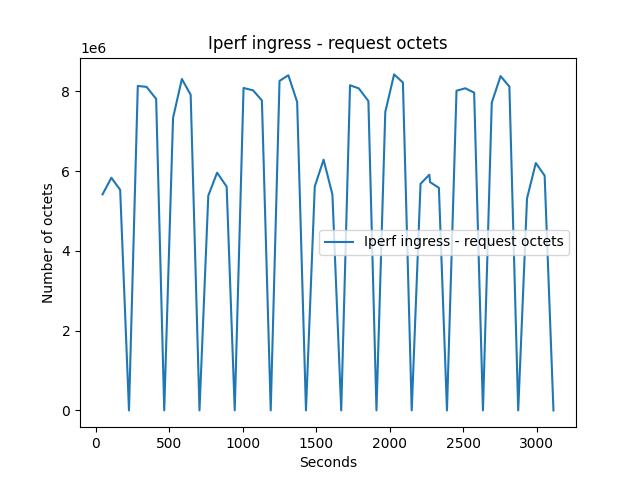 Iperf ingress - request octets
1e6
8
6
4
2
0
Number of octets
Iperf ingress - request octets
0
500
1000
1500
2000
2500
3000
Seconds